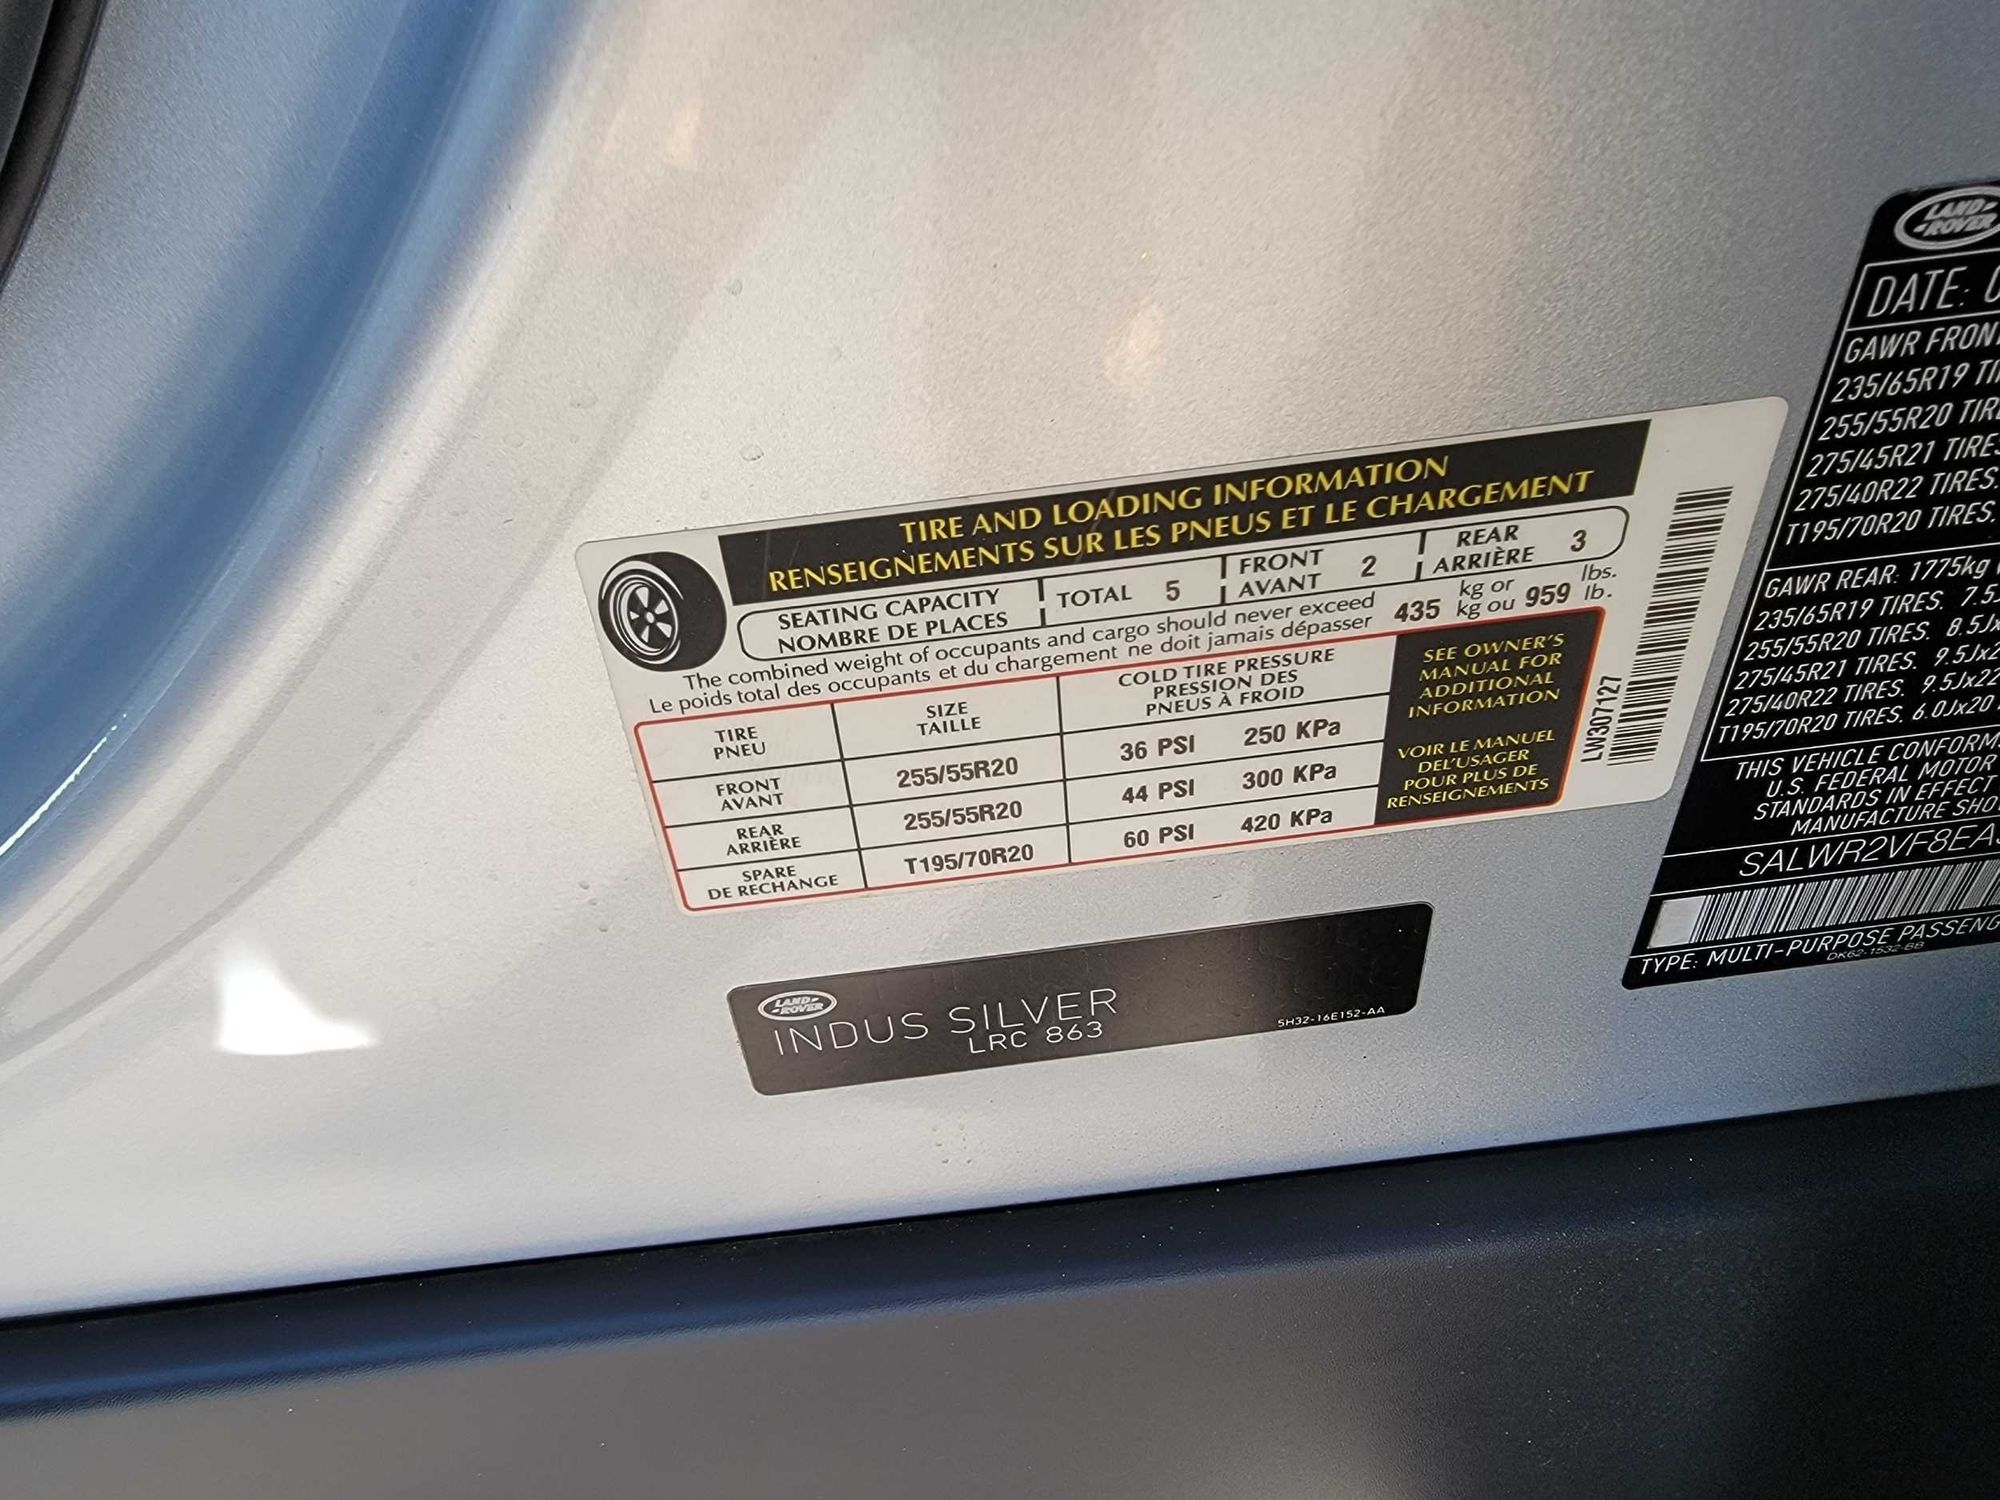 TIRE AND LOADING INFORMATION
RENSEIGNEMENTS SUR LES PNEUS ET LE CHARGEMENT
SEATING CAPACITY TOTAL 5 FRONT 2 REAR 3
NOMBRE DE PLACES AVANT ARRIÈRE
The combined weight of occupants and cargo should never exceed 435 kg or 959 lbs.
Le poids total des occupants et du chargement ne doit jamais dépasser kg ou lb.
TIRE SIZE COLD TIRE PRESSURE
PNEU TAILLE PRESSION DES
PNEUS À FROID
FRONT 255/55R20 36 PSI 250 KPa
AVANT
REAR 255/55R20 44 PSI 300 KPa
ARRIÈRE
SPARE T195/70R20 60 PSI 420 KPa
DE RECHANGE
SEE OWNER'S
MANUAL FOR
ADDITIONAL
INFORMATION
VOIR LE MANUEL
DEL'USAGER
POUR PLUS DE
RENSEIGNEMENTS
LW307127
LAND-
-ROVER
INDUS SILVER
LRC 863
5H32-16E152-AA
LAND-
-ROVER
DATE:
GAWR FRON
235/65R19 TI
255/55R20 TIR
275/45R21 TIRES
275/40R22 TIRES.
T195/70R20 TIRES.
GAWR REAR: 1775kg
235/65R19 TIRES. 7.5J
255/55R20 TIRES. 8.5Jx
275/45R21 TIRES. 9.5Jx2
275/40R22 TIRES. 9.5Jx22
T195/70R20 TIRES. 6.0Jx20
THIS VEHICLE CONFORM
U.S. FEDERAL MOTOR
STANDARDS IN EFFECT
MANUFACTURE SHO
SALWR2VF8EA
TYPE: MULTI-PURPOSE PASSENG
DK62-1532-BB